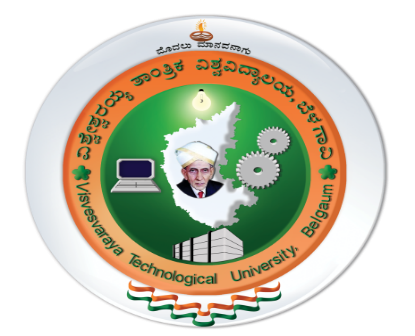 ಮೊದಲು ಮಾನವನಾಗು
ವಿಶ್ವೇಶ್ವರಯ್ಯ ತಾಂತ್ರಿಕ ವಿಶ್ವವಿದ್ಯಾಲಯ, ಬೆಳಗಾವಿ
Visvesvaraya Technological University, Belgaum